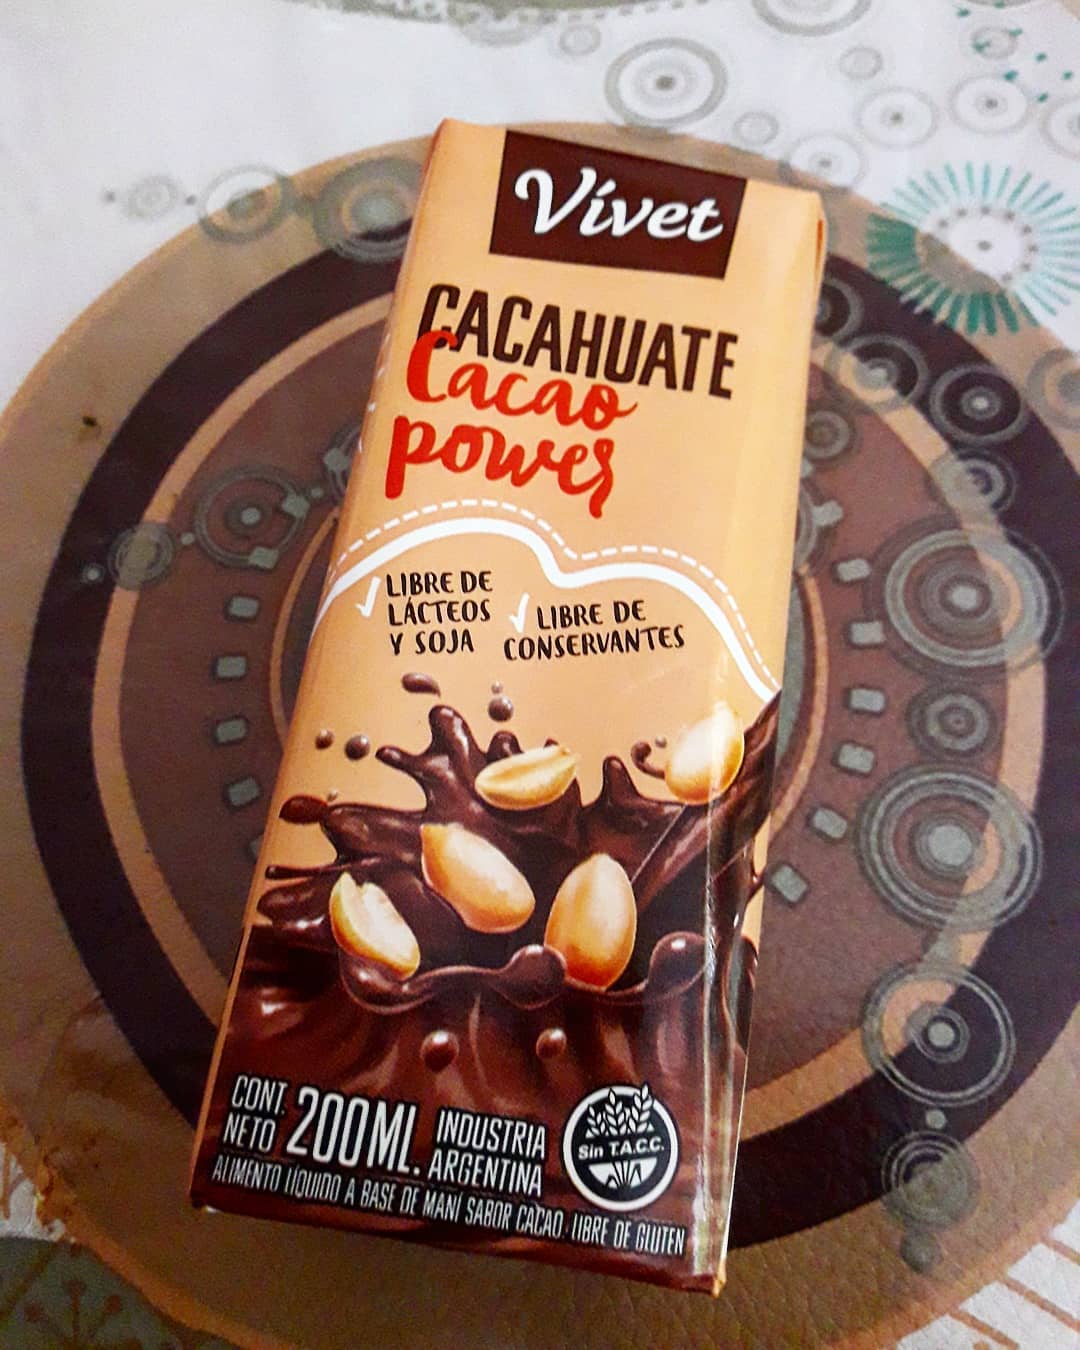 Vívet
CACAHUATE
Cacao
power
LIBRE DE
LÁCTEOS
Y SOJA
LIBRE DE
CONSERVANTES
CONT.
NETO
200ML.
INDUSTRIA
ARGENTINA
Sin T.A.C.C.
ALIMENTO LÍQUIDO A BASE DE MANÍ SABOR CACAO. LIBRE DE GLUTEN